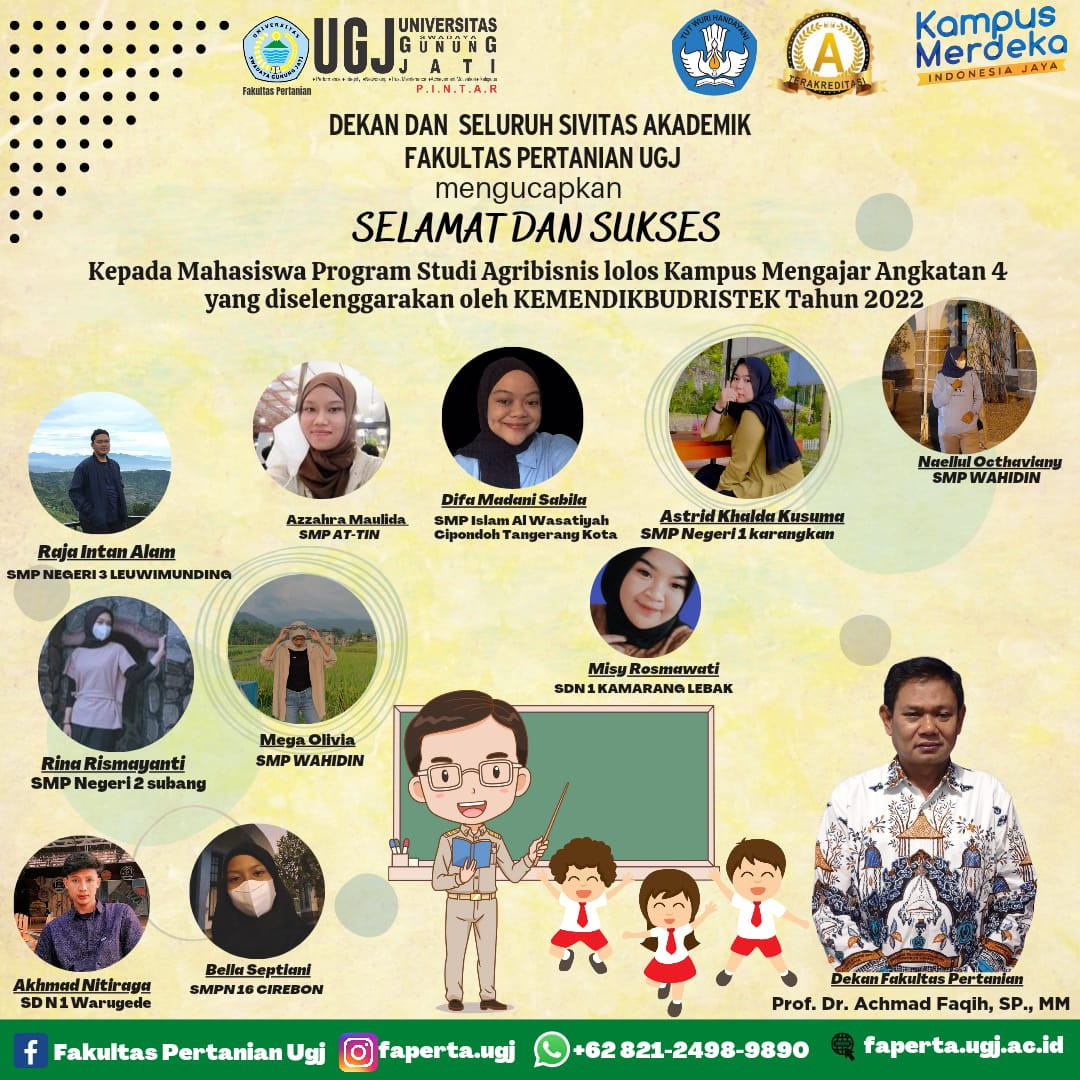 UNIVERSITAS SWADAYA GUNUNG JATI
Fakultas Pertanian
UGJ
UNIVERSITAS
SWADAYA
GUNUNG
JATI
P.I.N.T.A.R
TUT WURI HANDAYANI
A
TERAKREDITASI
Kampus
Merdeka
INDONESIA JAYA
DEKAN DAN SELURUH SIVITAS AKADEMIK
FAKULTAS PERTANIAN UGJ
mengucapkan
SELAMAT DAN SUKSES
Kepada Mahasiswa Program Studi Agribisnis lolos Kampus Mengajar Angkatan 4
yang diselenggarakan oleh KEMENDIKBUDRISTEK Tahun 2022
Raja Intan Alam
SMP NEGERI 3 LEUWIMUNDING
Azzahra Maulida
SMP AT-TIN
Difa Madani Sabila
SMP Islam Al Wasatiyah
Cipondoh Tangerang Kota
Astrid Khalda Kusuma
SMP Negeri 1 karangkan
Naellul Octhaviany
SMP WAHIDIN
Rina Rismayanti
SMP Negeri 2 subang
Mega Olivia
SMP WAHIDIN
Misy Rosmawati
SDN 1 KAMARANG LEBAK
Akhmad Nitiraga
SD N 1 Warugede
Bella Septiani
SMPN 16 CIREBON
Dekan Fakultas Pertanian
Prof. Dr. Achmad Faqih, SP., MM
Fakultas Pertanian Ugj
faperta.ugj
+62 821-2498-9890
faperta.ugj.ac.id